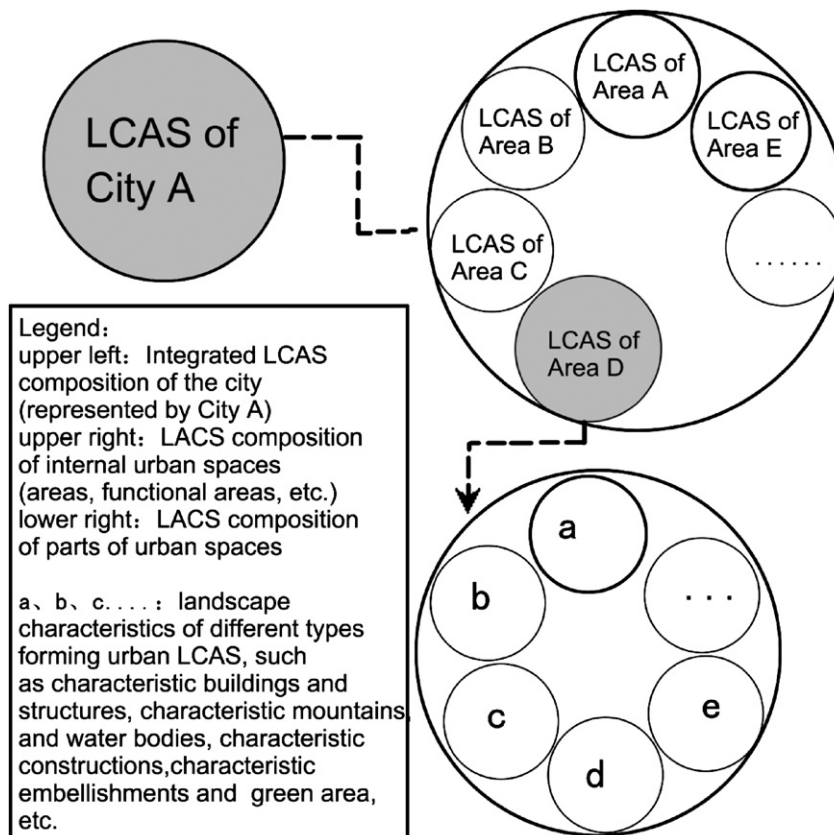 LCAS of
City A
LCAS of
Area A
LCAS of
Area B
LCAS of
Area E
LCAS of
Area C
......
LCAS of
Area D
Legend：
upper left：Integrated LCAS
composition of the city
(represented by City A)
upper right：LACS composition
of internal urban spaces
(areas, functional areas, etc.)
lower right：LACS composition
of parts of urban spaces
a、b、c....：landscape
characteristics of different types
forming urban LCAS, such
as characteristic buildings and
structures, characteristic mountains,
and water bodies, characteristic
constructions,characteristic
embellishments and green area,
etc.
a
b
...
c
e
d